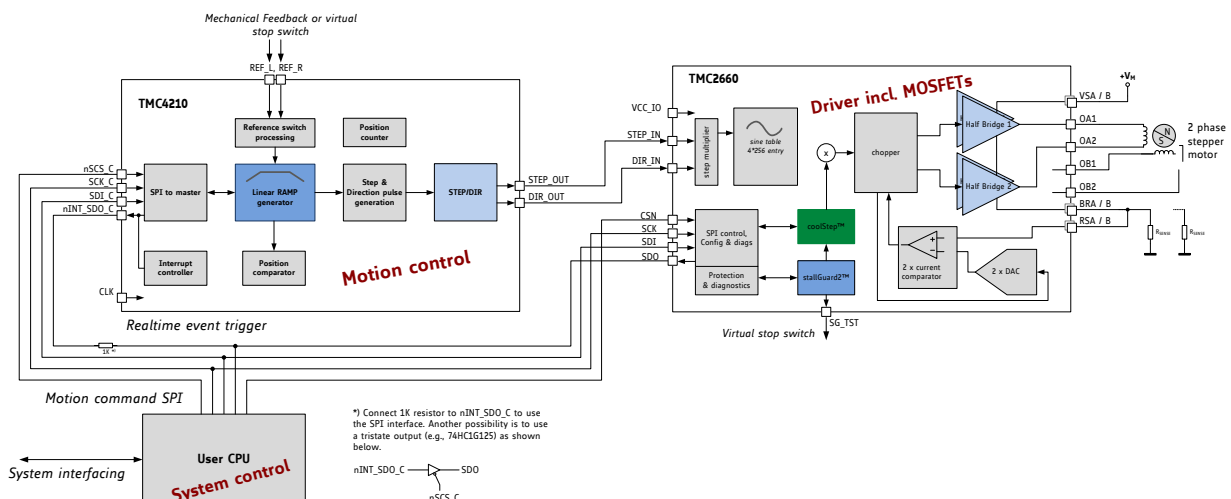 Mechanical Feedback or virtual
stop switch
REF_L, REF_R
TMC4210
Reference switch
processing
Position
counter
nSCS_C
SCK_C
SDI_C
nINT_SDO_C
SPI to master
Linear RAMP
generator
Step &
Direction pulse
generation
STEP/DIR
STEP_OUT
DIR_OUT
Interrupt
controller
Position
comparator
Motion control
CLK
Realtime event trigger
1K *)
Motion command SPI
User CPU
System control
System interfacing
*) Connect 1K resistor to nINT_SDO_C to use
the SPI interface. Another possibility is to use
a tristate output (e.g., 74HC1G125) as shown
below.
nINT_SDO_C
SDO
nSCS_C
TMC2660
Driver incl. MOSFETs
VCC_IO
STEP_IN
DIR_IN
step multiplier
sine table
4*256 entry
x
chopper
Half Bridge 1
Half Bridge 2
+VM
VSA / B
OA1
OA2
OB1
OB2
BRA / B
RSA / B
N
S
2 phase
stepper
motor
RSENSE
RSENSE
CSN
SCK
SDI
SDO
SPI control,
Config & diags
Protection
& diagnostics
coolStep™
stallGuard2™
2 x current
comparator
2 x DAC
SG_TST
Virtual stop switch